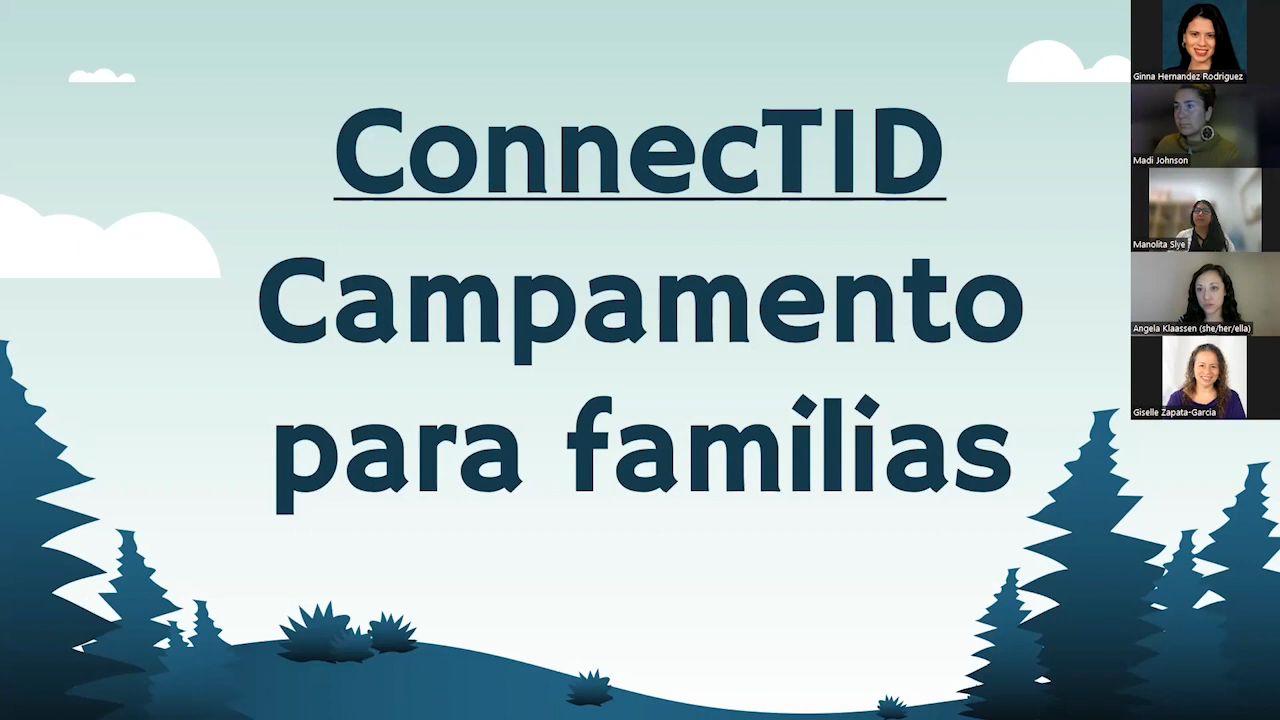 ConnecTID
Campamento
para familias
Ginna Hernandez Rodriguez
Madi Johnson
Manolita Slye
Angela Klaassen (she/her/ella)
Giselle Zapata-Garcia